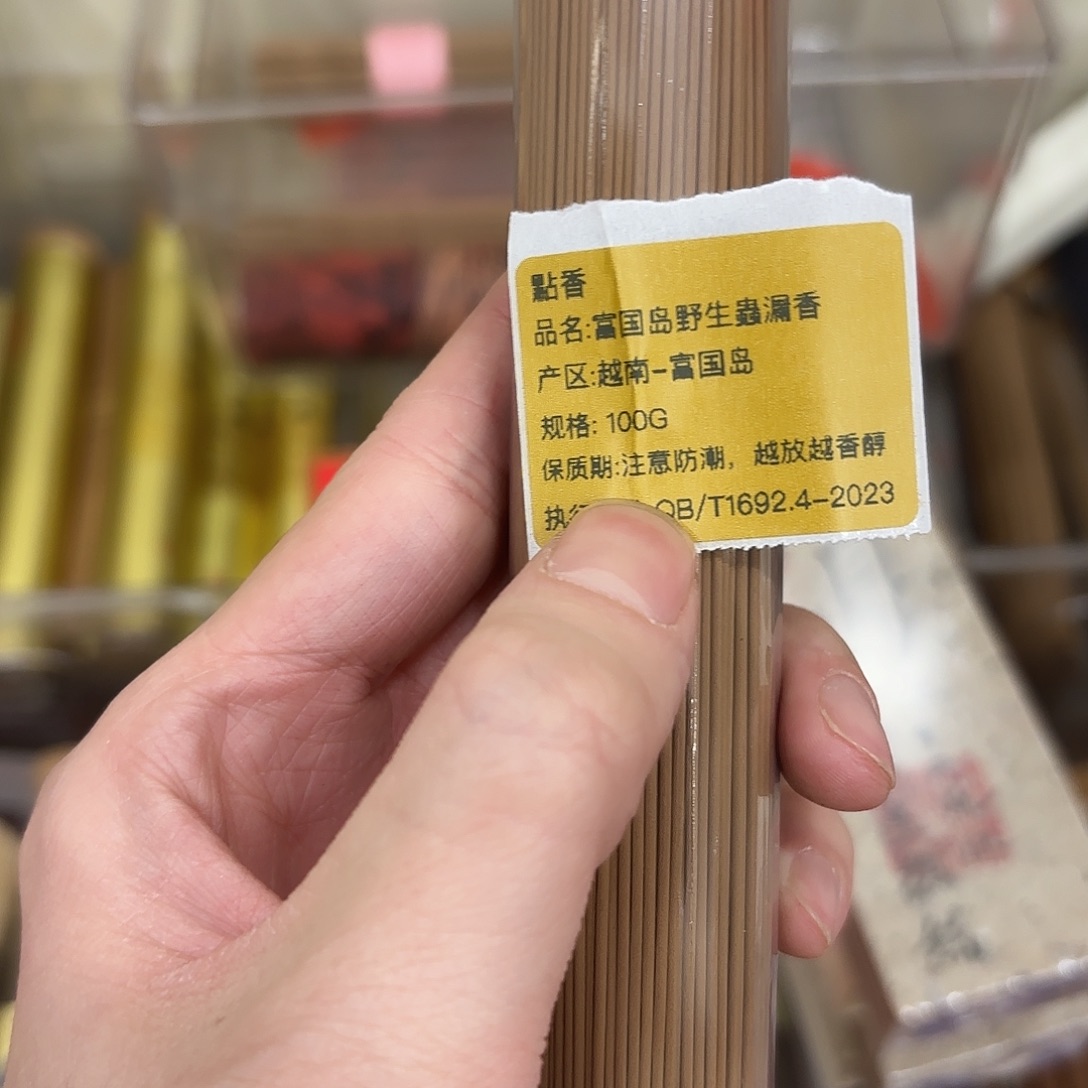 點香
品名:富国岛野生蟲漏香
产区:越南-富国岛
规格: 100G
保质期:注意防潮，越放越香醇
执行 QB/T1692.4-2023